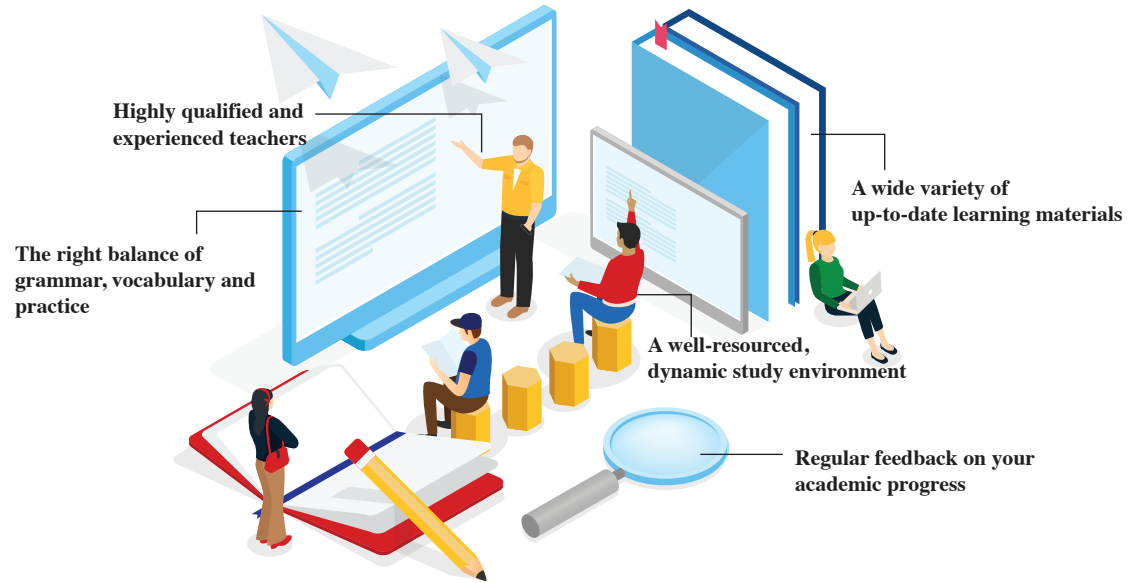 Highly qualified and
experienced teachers
A wide variety of
up-to-date learning materials
The right balance of
grammar, vocabulary and
practice
A well-resourced,
dynamic study environment
Regular feedback on your
academic progress